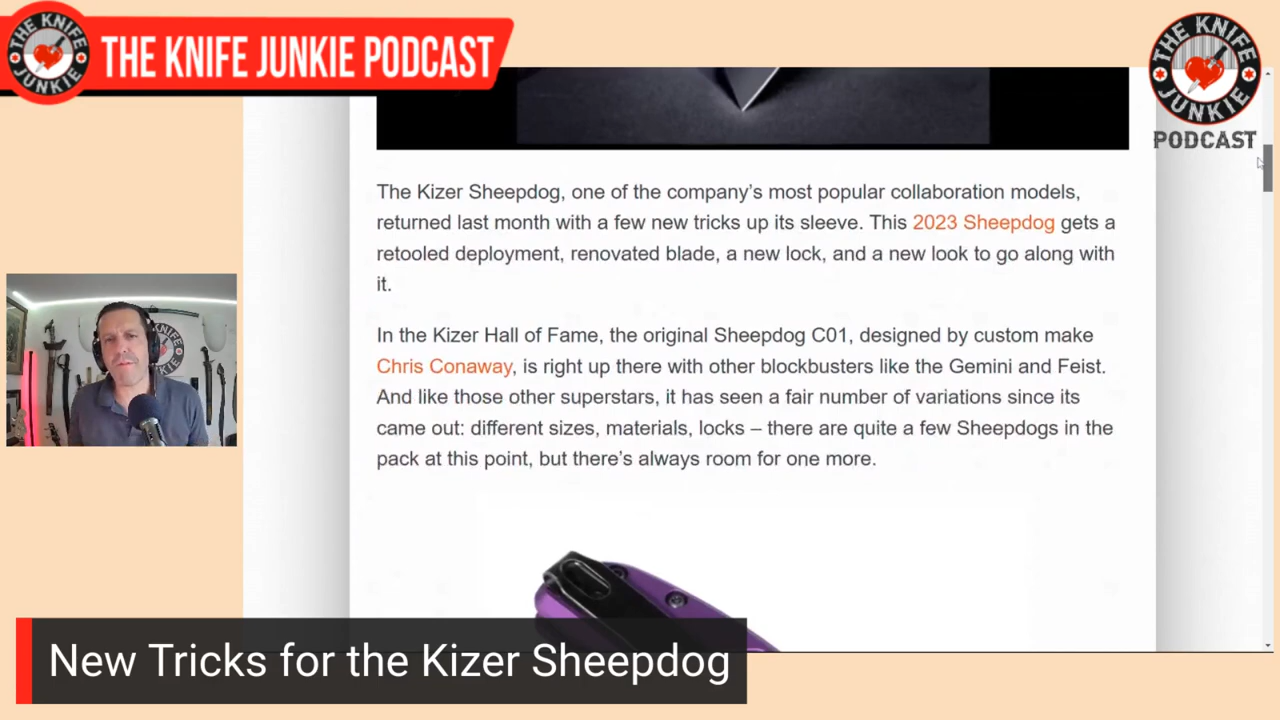 THE KNIFE
JUNKIE
THE KNIFE JUNKIE PODCAST
THE KNIFE
JUNKIE
PODCAST
The Kizer Sheepdog, one of the company's most popular collaboration models,
returned last month with a few new tricks up its sleeve. This 2023 Sheepdog gets a
retooled deployment, renovated blade, a new lock, and a new look to go along with
it.
In the Kizer Hall of Fame, the original Sheepdog C01, designed by custom make
Chris Conaway, is right up there with other blockbusters like the Gemini and Feist.
And like those other superstars, it has seen a fair number of variations since its
came out: different sizes, materials, locks – there are quite a few Sheepdogs in the
pack at this point, but there's always room for one more.
KNIFE
JUNKIE
New Tricks for the Kizer Sheepdog